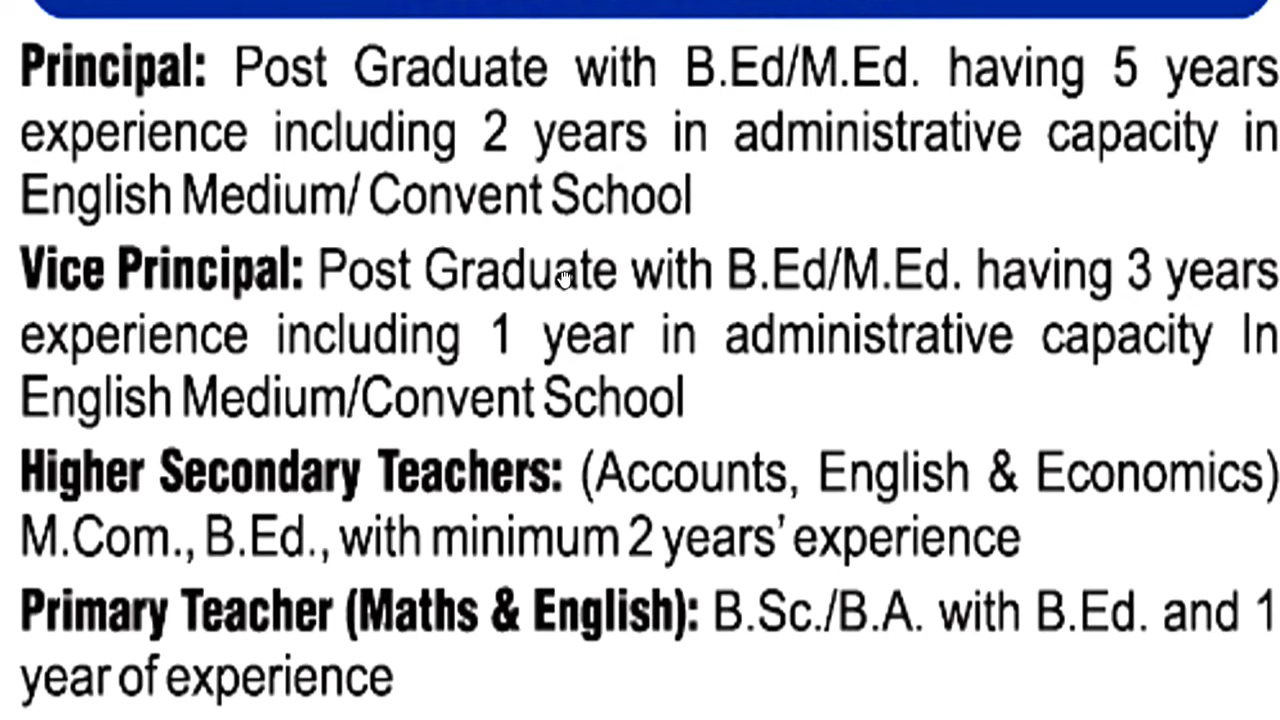 Principal: Post Graduate with B.Ed/M.Ed. having 5 years
experience including 2 years in administrative capacity in
English Medium/ Convent School
Vice Principal: Post Graduate with B.Ed/M.Ed. having 3 years
experience including 1 year in administrative capacity In
English Medium/Convent School
Higher Secondary Teachers: (Accounts, English & Economics)
M.Com., B.Ed., with minimum 2 years’ experience
Primary Teacher (Maths & English): B.Sc./B.A. with B.Ed. and 1
year of experience